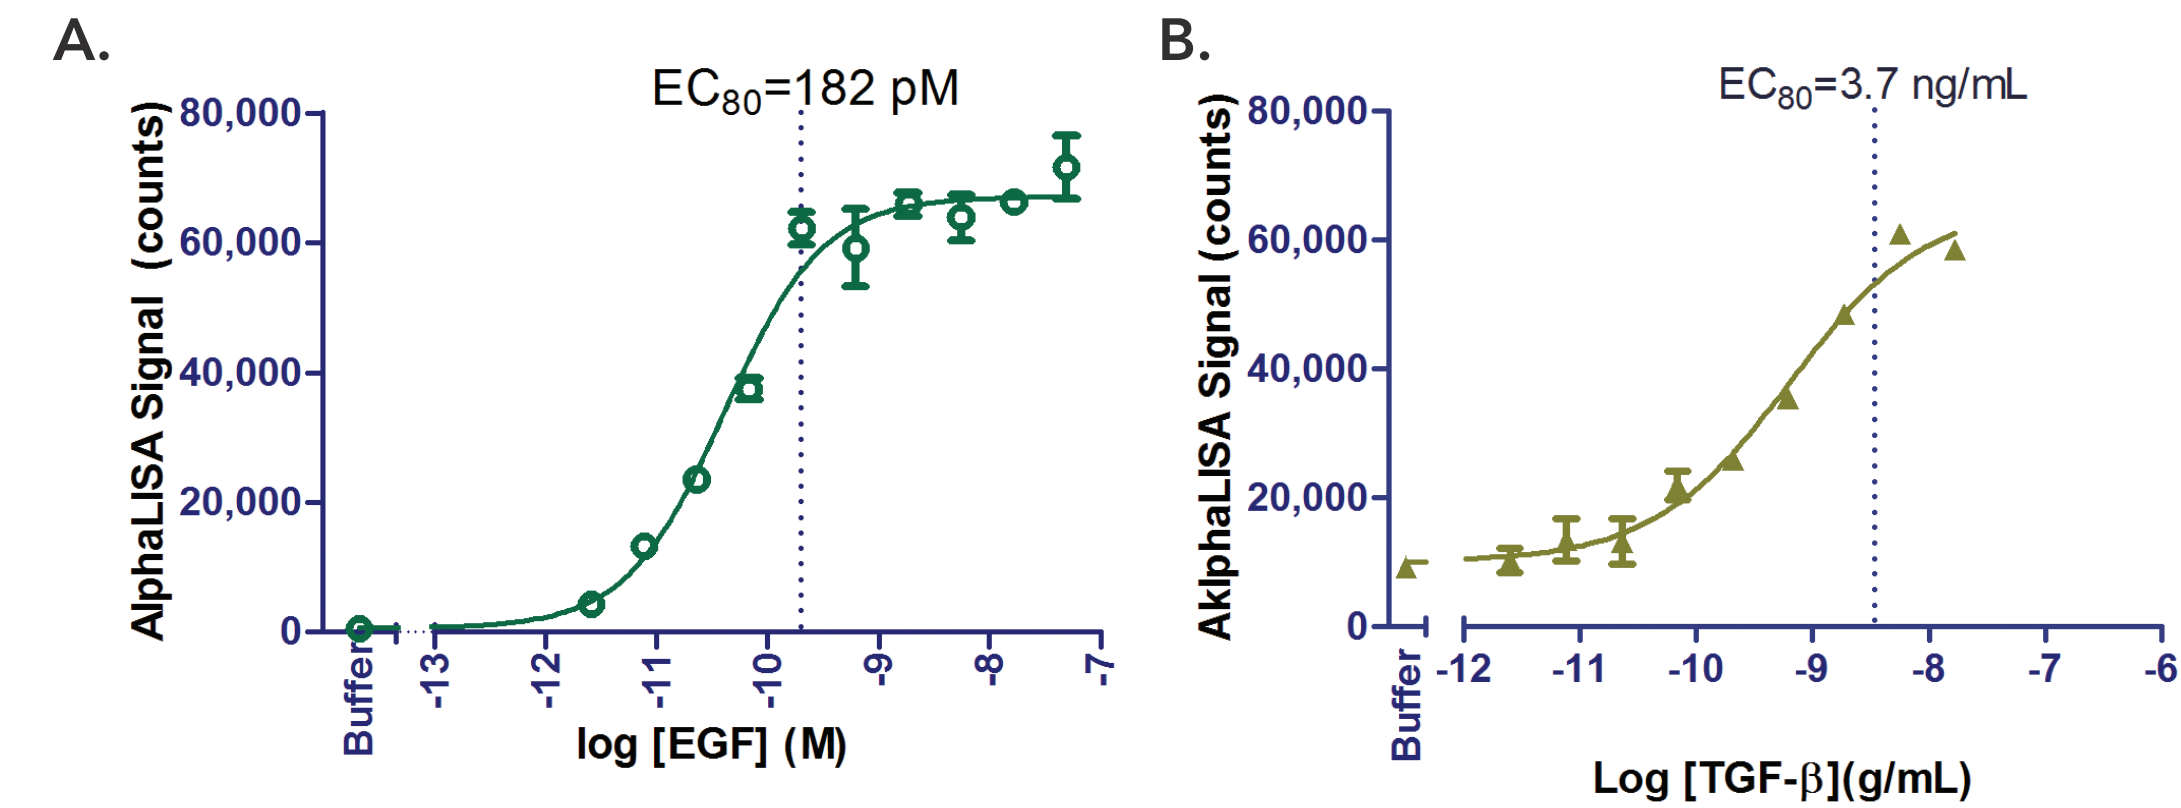 A.
EC80=182 pM
AlphaLISA Signal (counts)
80,000
60,000
40,000
20,000
0
Buffer
-13
-12
-11
-10
-9
-8
-7
log [EGF] (M)
B.
EC80=3.7 ng/mL
AklphaLISA Signal (counts)
80,000
60,000
40,000
20,000
0
Buffer
-12
-11
-10
-9
-8
-7
-6
Log [TGF-β](g/mL)